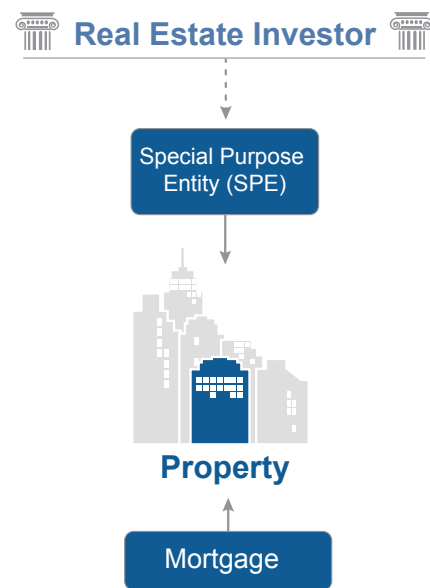 Real Estate Investor
Special Purpose
Entity (SPE)
Property
Mortgage